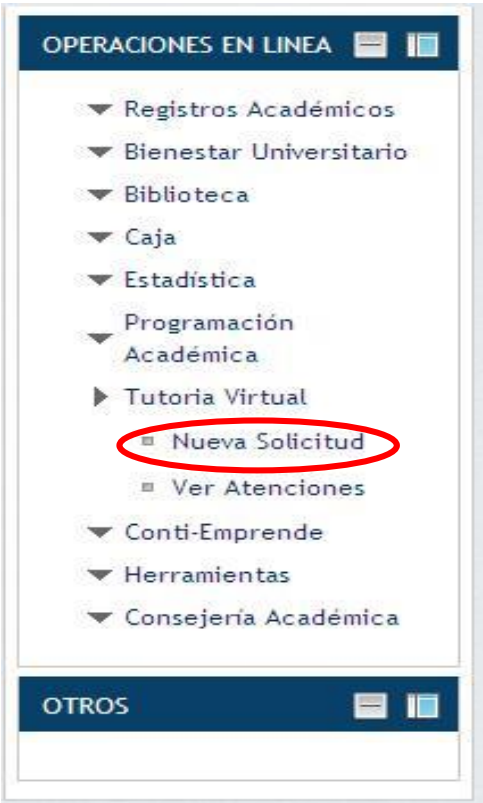 OPERACIONES EN LINEA
Registros Académicos
Bienestar Universitario
Biblioteca
Caja
Estadística
Programación
Académica
Tutoria Virtual
Nueva Solicitud
Ver Atenciones
Conti-Emprende
Herramientas
Consejería Académica
OTROS